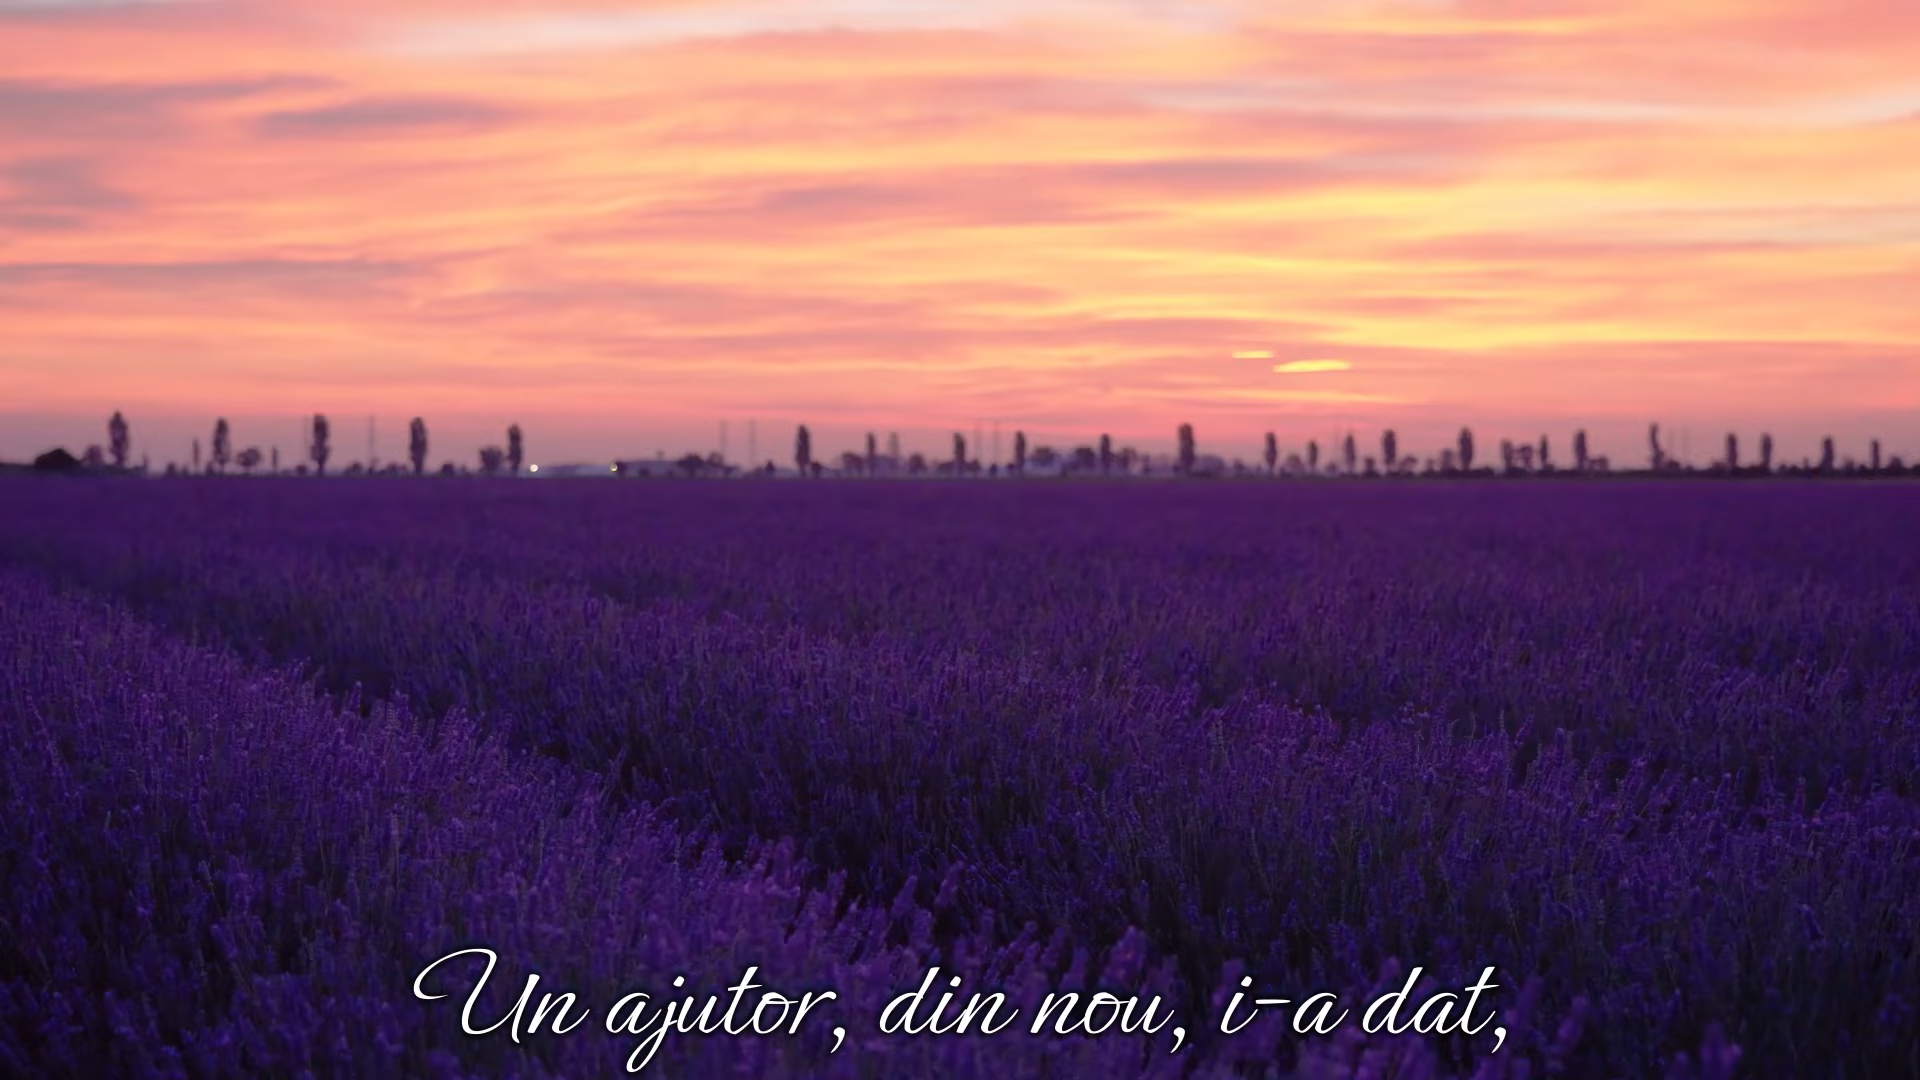 Un ajutor, din nou, i-a dat,